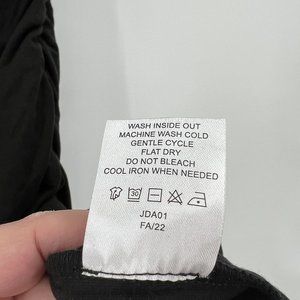 WASH INSIDE OUT
MACHINE WASH COLD
GENTLE CYCLE
FLAT DRY
DO NOT BLEACH
COOL IRON WHEN NEEDED
30
JDA01
FA/22